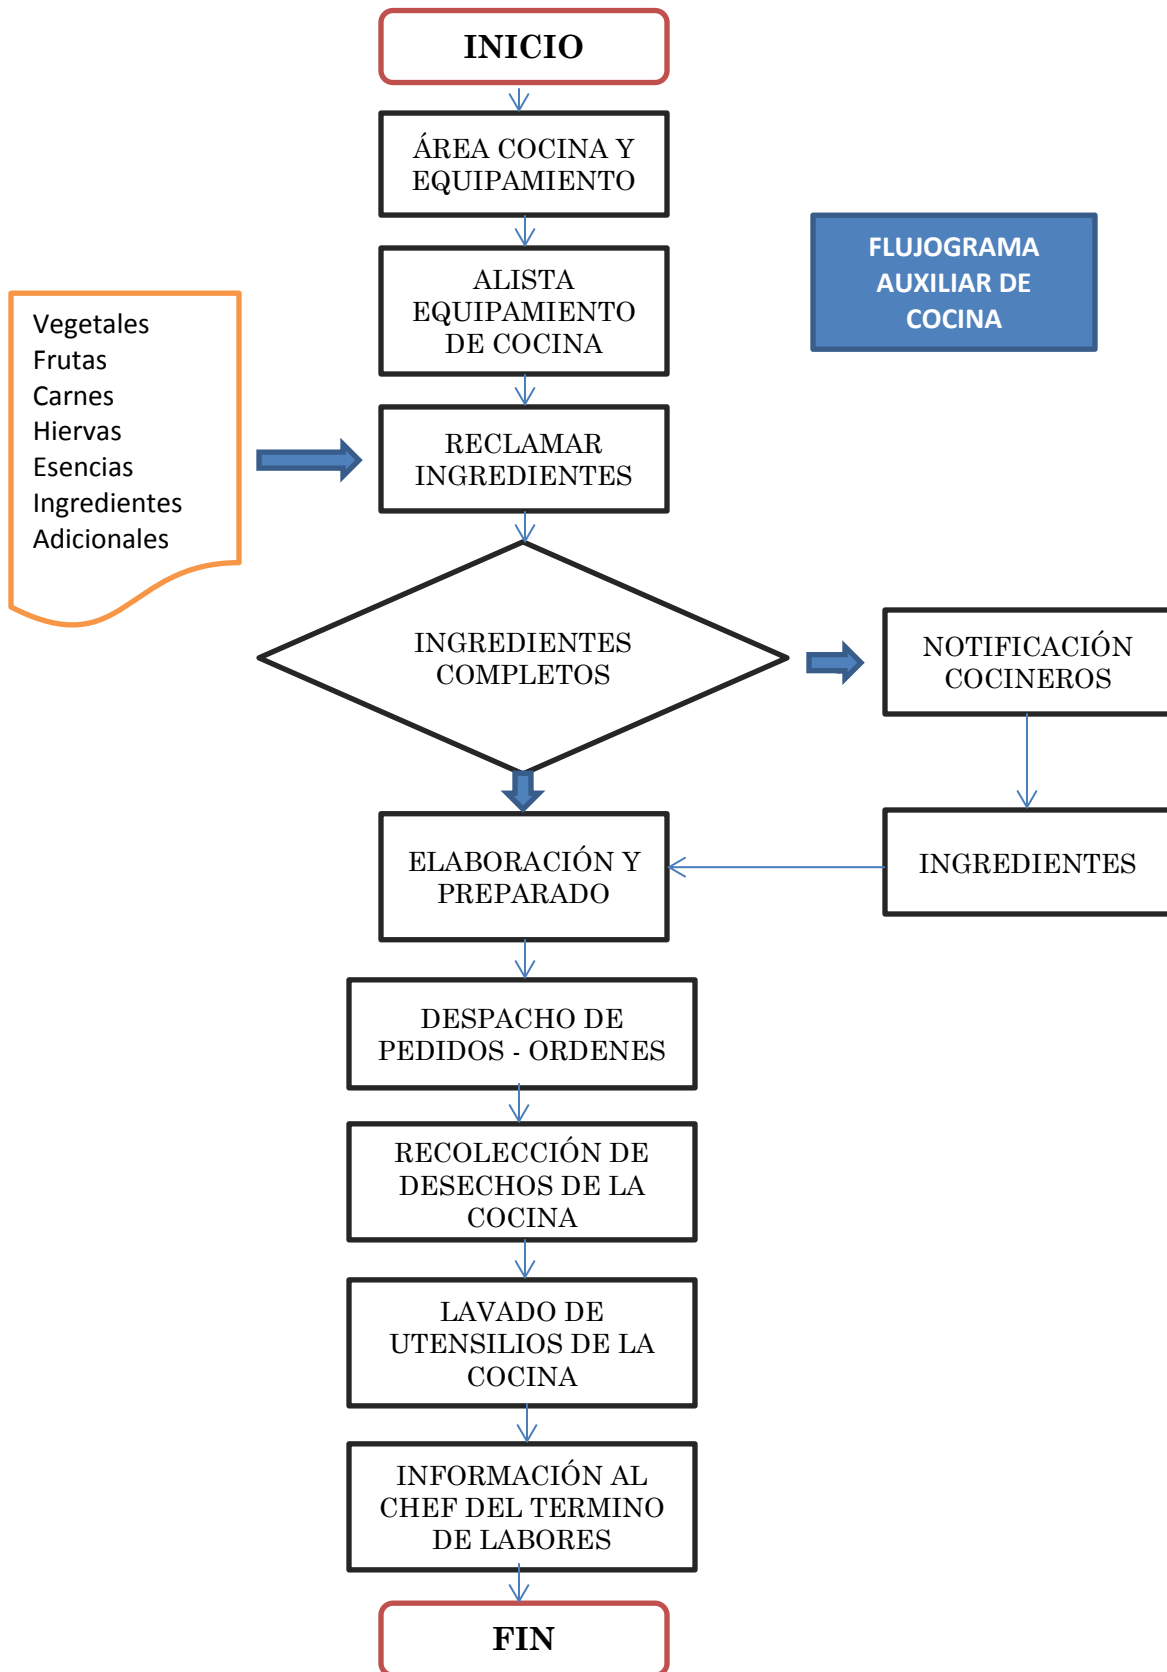 INICIO
ÁREA COCINA Y
EQUIPAMIENTO
FLUJOGRAMA
AUXILIAR DE
COCINA
ALISTA
EQUIPAMIENTO
DE COCINA
Vegetales
Frutas
Carnes
Hiervas
Esencias
Ingredientes
Adicionales
RECLAMAR
INGREDIENTES
INGREDIENTES
COMPLETOS
NOTIFICACIÓN
COCINEROS
INGREDIENTES
ELABORACIÓN Y
PREPARADO
DESPACHO DE
PEDIDOS - ORDENES
RECOLECCIÓN DE
DESECHOS DE LA
COCINA
LAVADO DE
UTENSILIOS DE LA
COCINA
INFORMACIÓN AL
CHEF DEL TERMINO
DE LABORES
FIN